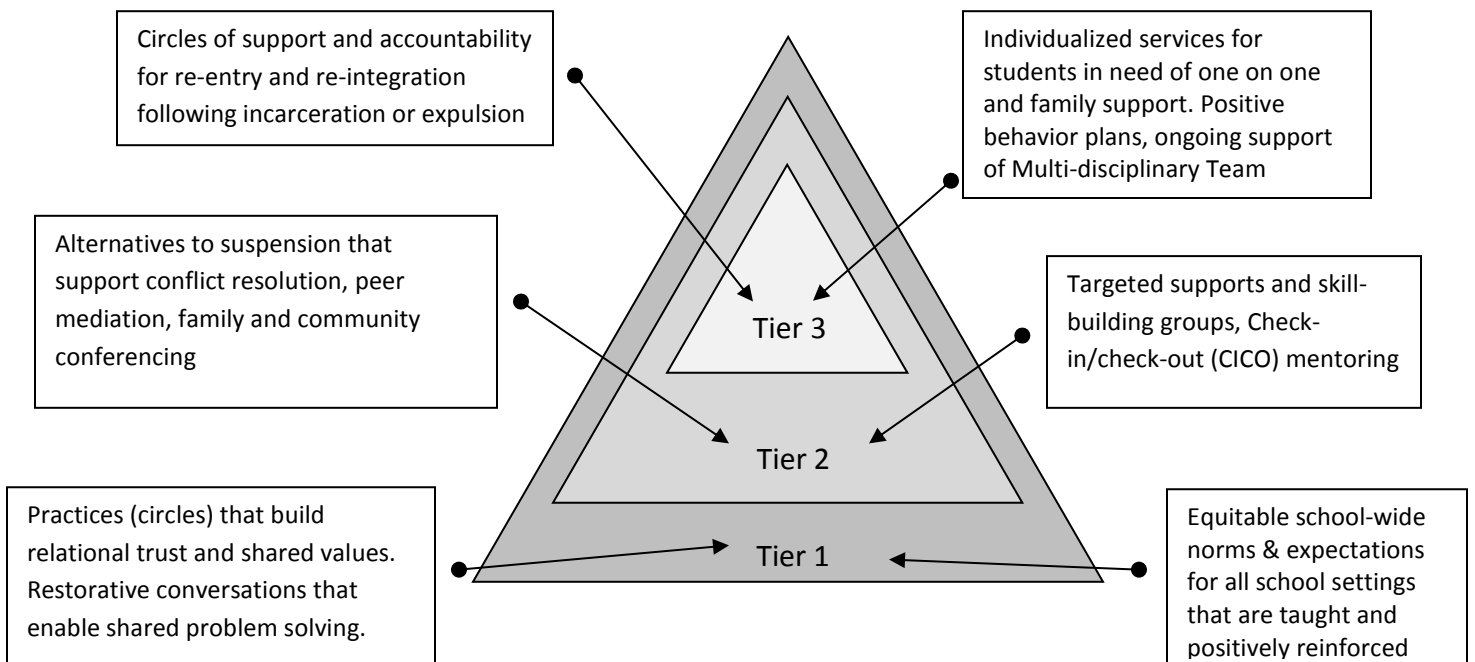 Circles of support and accountability
for re-entry and re-integration
following incarceration or expulsion
Individualized services for
students in need of one on one
and family support. Positive
behavior plans, ongoing support
of Multi-disciplinary Team
Alternatives to suspension that
support conflict resolution, peer
mediation, family and community
conferencing
Targeted supports and skill-
building groups, Check-
in/check-out (CICO) mentoring
Tier 3
Tier 2
Practices (circles) that build
relational trust and shared values.
Restorative conversations that
enable shared problem solving.
Tier 1
Equitable school-wide
norms & expectations
for all school settings
that are taught and
positively reinforced